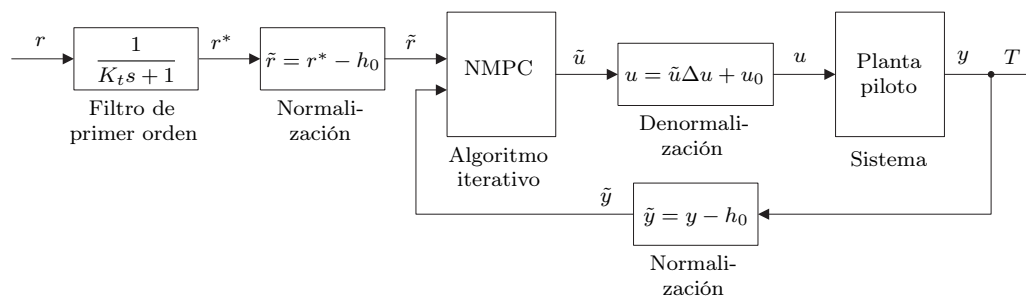 r
1
K_t s + 1
Filtro de
primer orden
r*
r̃ = r* − h₀
Normali-
zación
r̃
NMPC
Algoritmo
iterativo
ũ
u = ũΔu + u₀
Denormali-
zación
u
Planta
piloto
Sistema
y
T
ỹ
ỹ = y − h₀
Normali-
zación